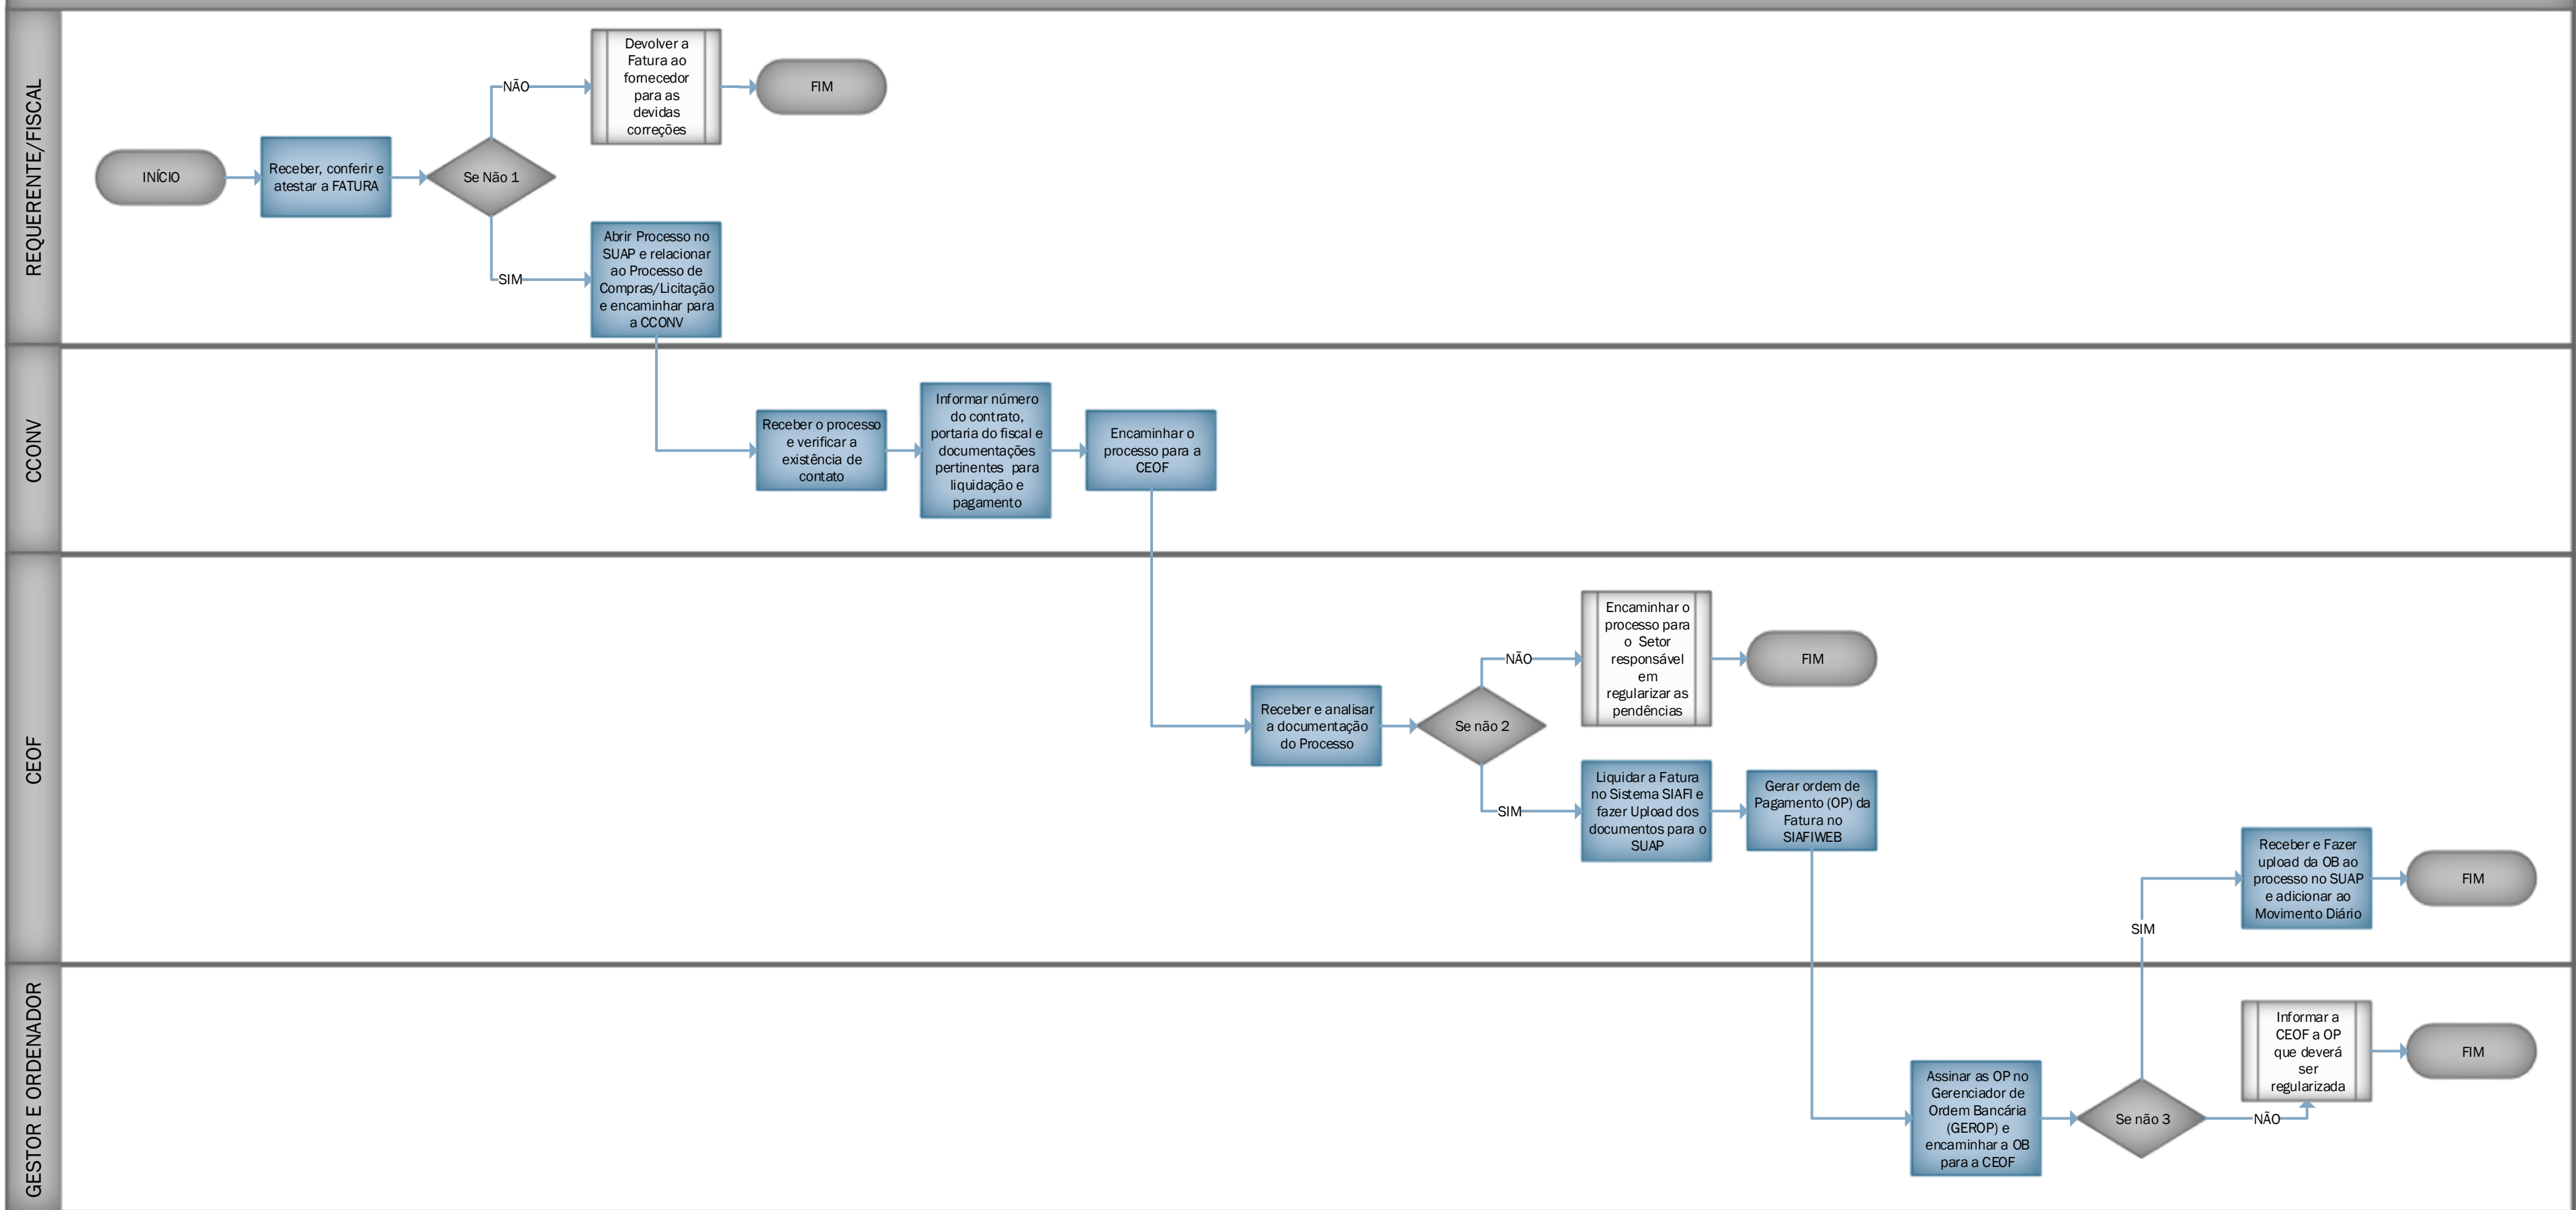 REQUERENTE/FISCAL
INÍCIO
Receber, conferir e
atestar a FATURA
Se Não 1
NÃO
Devolver a
Fatura ao
fornecedor
para as
devidas
correções
FIM
SIM
Abrir Processo no
SUAP e relacionar
ao Processo de
Compras/Licitação
e encaminhar para
a CCONV
CCONV
Receber o processo
e verificar a
existência de
contato
Informar número
do contrato,
portaria do fiscal e
documentações
pertinentes para
liquidação e
pagamento
Encaminhar o
processo para a
CEOF
CEOF
Receber e analisar
a documentação
do Processo
Se não 2
NÃO
Encaminhar o
processo para
o Setor
responsável
em
regularizar as
pendências
FIM
SIM
Liquidar a Fatura
no Sistema SIAFI e
fazer Upload dos
documentos para o
SUAP
Gerar ordem de
Pagamento (OP) da
Fatura no
SIAFIWEB
SIM
Receber e Fazer
upload da OB ao
processo no SUAP
e adicionar ao
Movimento Diário
FIM
GESTOR E ORDENADOR
Assinar as OP no
Gerenciador de
Ordem Bancária
(GEROP) e
encaminhar a OB
para a CEOF
Se não 3
NÃO
Informar a
CEOF a OP
que deverá
ser
regularizada
FIM